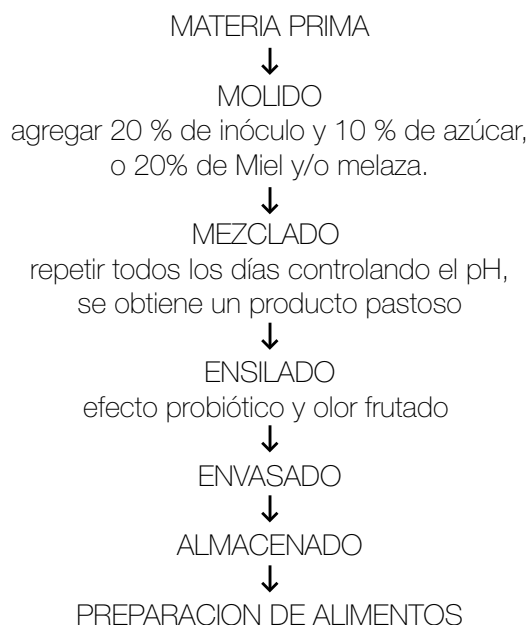 MATERIA PRIMA
↓
MOLIDO
agregar 20 % de inóculo y 10 % de azúcar,
o 20% de Miel y/o melaza.
↓
MEZCLADO
repetir todos los días controlando el pH,
se obtiene un producto pastoso
↓
ENSILADO
efecto probiótico y olor frutado
↓
ENVASADO
↓
ALMACENADO
↓
PREPARACION DE ALIMENTOS